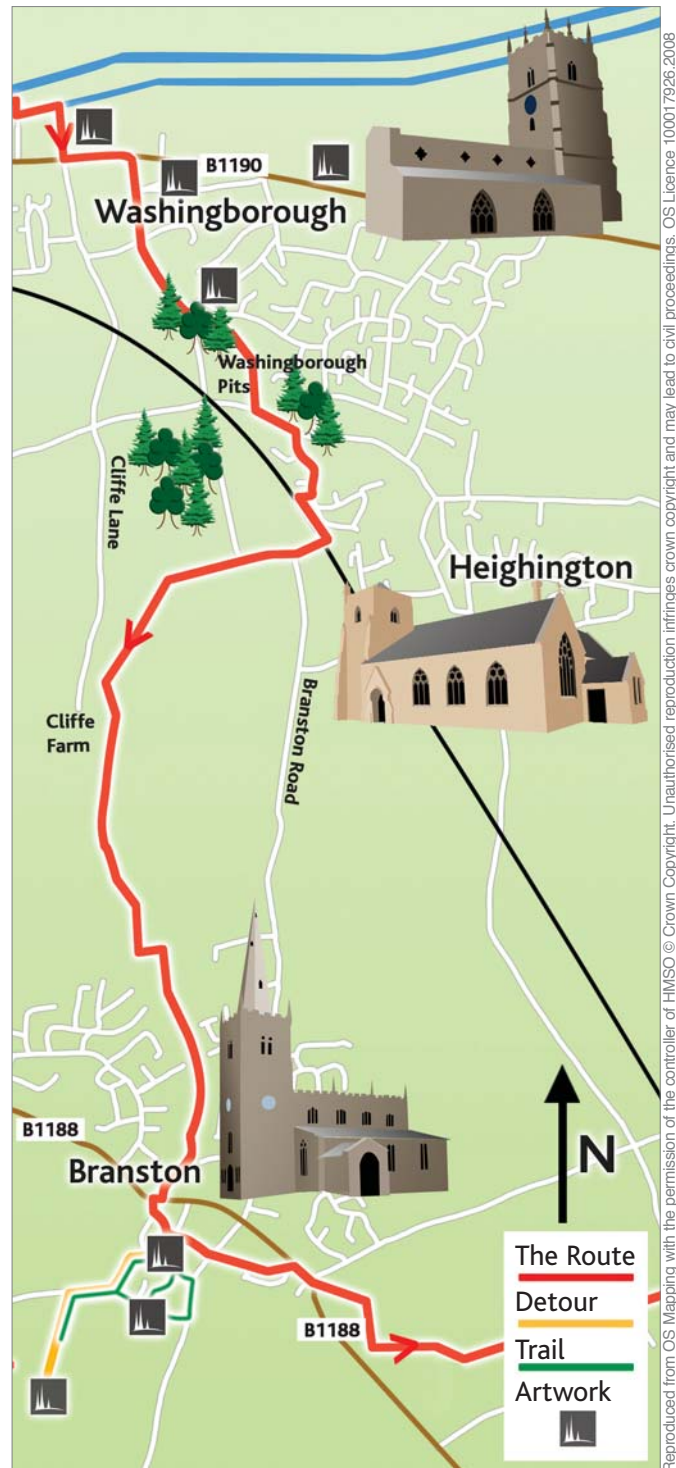 B1190
Washingborough
Washingborough
Pits
Cliffe Lane
Heighington
Cliffe
Farm
Branston Road
B1188
Branston
N
B1188
The Route
Detour
Trail
Artwork
Reproduced from OS Mapping with the permission of the controller of HMSO © Crown Copyright. Unauthorised reproduction infringes crown copyright and may lead to civil proceedings. OS Licence 100017926.2008